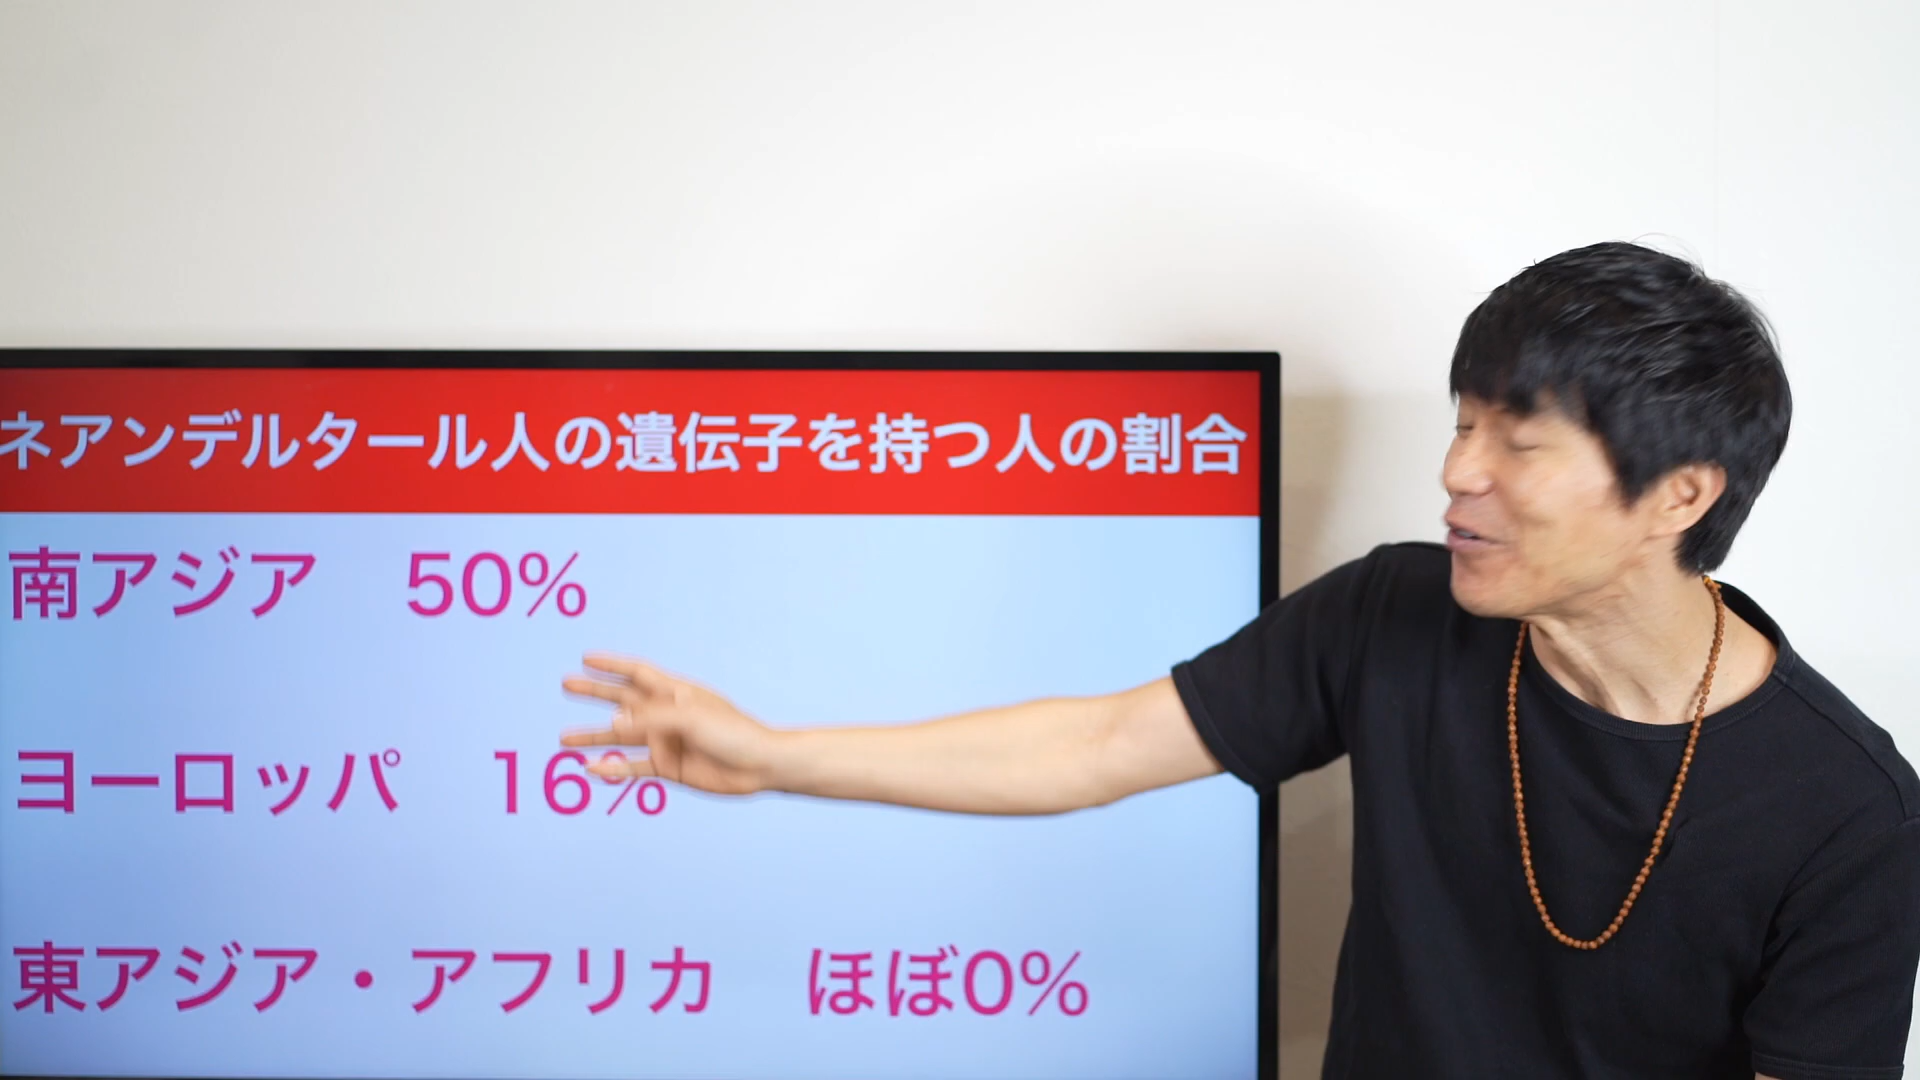 ネアンデルタール人の遺伝子を持つ人の割合
南アジア　50%
ヨーロッパ　16%
東アジア・アフリカ　ほぼ0%